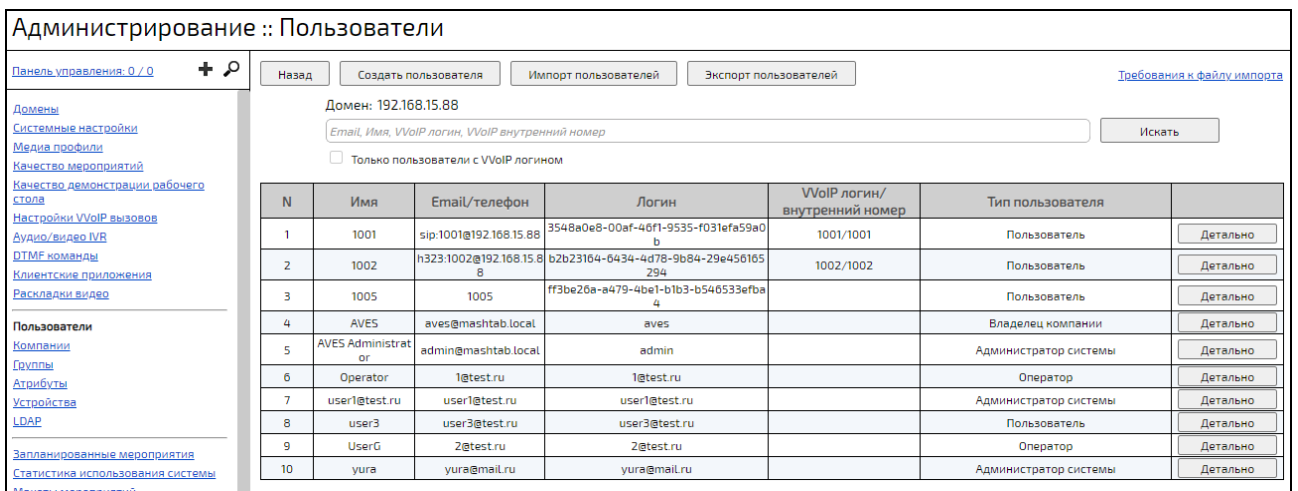 Администрирование :: Пользователи
Панель управления: 0 / 0
Домены
Системные настройки
Медиа профили
Качество мероприятий
Качество демонстрации рабочего
стола
Настройки VVoIP вызовов
Аудио/видео IVR
DTMF команды
Клиентские приложения
Раскладки видео
Пользователи
Компании
Группы
Атрибуты
Устройства
LDAP
Запланированные мероприятия
Статистика использования системы
Назад Создать пользователя Импорт пользователей Экспорт пользователей Требования к файлу импорта
Домен: 192.168.15.88
Email, Имя, VVoIP логин, VVoIP внутренний номер Искать
Только пользователи с VVoIP логином
N Имя Email/телефон Логин VVoIP логин/ Тип пользователя
внутренний номер
1 1001 sip:1001@192.168.15.88 3548a0e8-00af-46f1-9535-f031efa59a0 1001/1001 Пользователь Детально
b
2 1002 h323:1002@192.168.15.8 b2b23164-6434-4d78-9b84-29e456165 1002/1002 Пользователь Детально
8 294
3 1005 1005 ff3be26a-a479-4be1-b1b3-b546533efba Пользователь Детально
4
4 AVES aves@mashtab.local aves Владелец компании Детально
5 AVES Administrat admin@mashtab.local admin Администратор системы Детально
or
6 Operator 1@test.ru 1@test.ru Оператор Детально
7 user1@test.ru user1@test.ru user1@test.ru Администратор системы Детально
8 user3 user3@test.ru user3@test.ru Пользователь Детально
9 UserG 2@test.ru 2@test.ru Оператор Детально
10 yura yura@mail.ru yura@mail.ru Администратор системы Детально